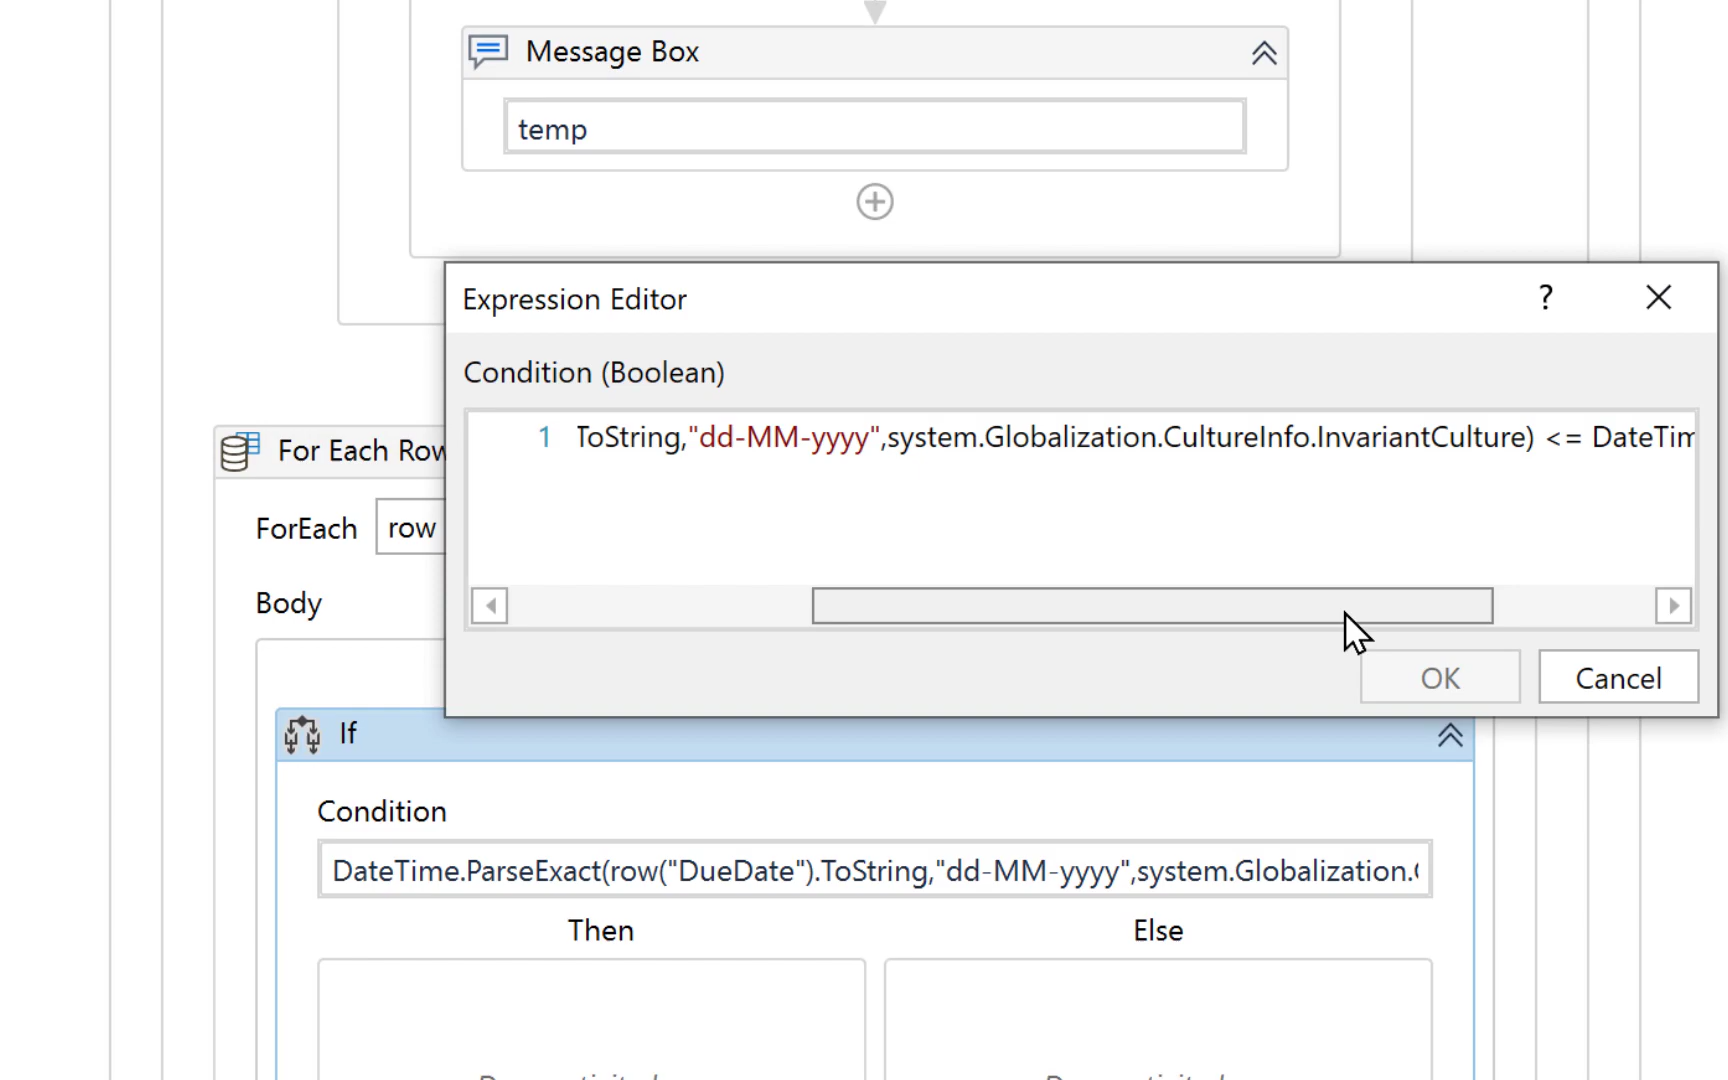 Message Box
temp
Expression Editor
?
Condition (Boolean)
1 ToString,"dd-MM-yyyy",system.Globalization.CultureInfo.InvariantCulture) <= DateTim
For Each Row
ForEach row
Body
OK Cancel
If
Condition
DateTime.ParseExact(row("DueDate").ToString,"dd-MM-yyyy",system.Globalization.
Then Else